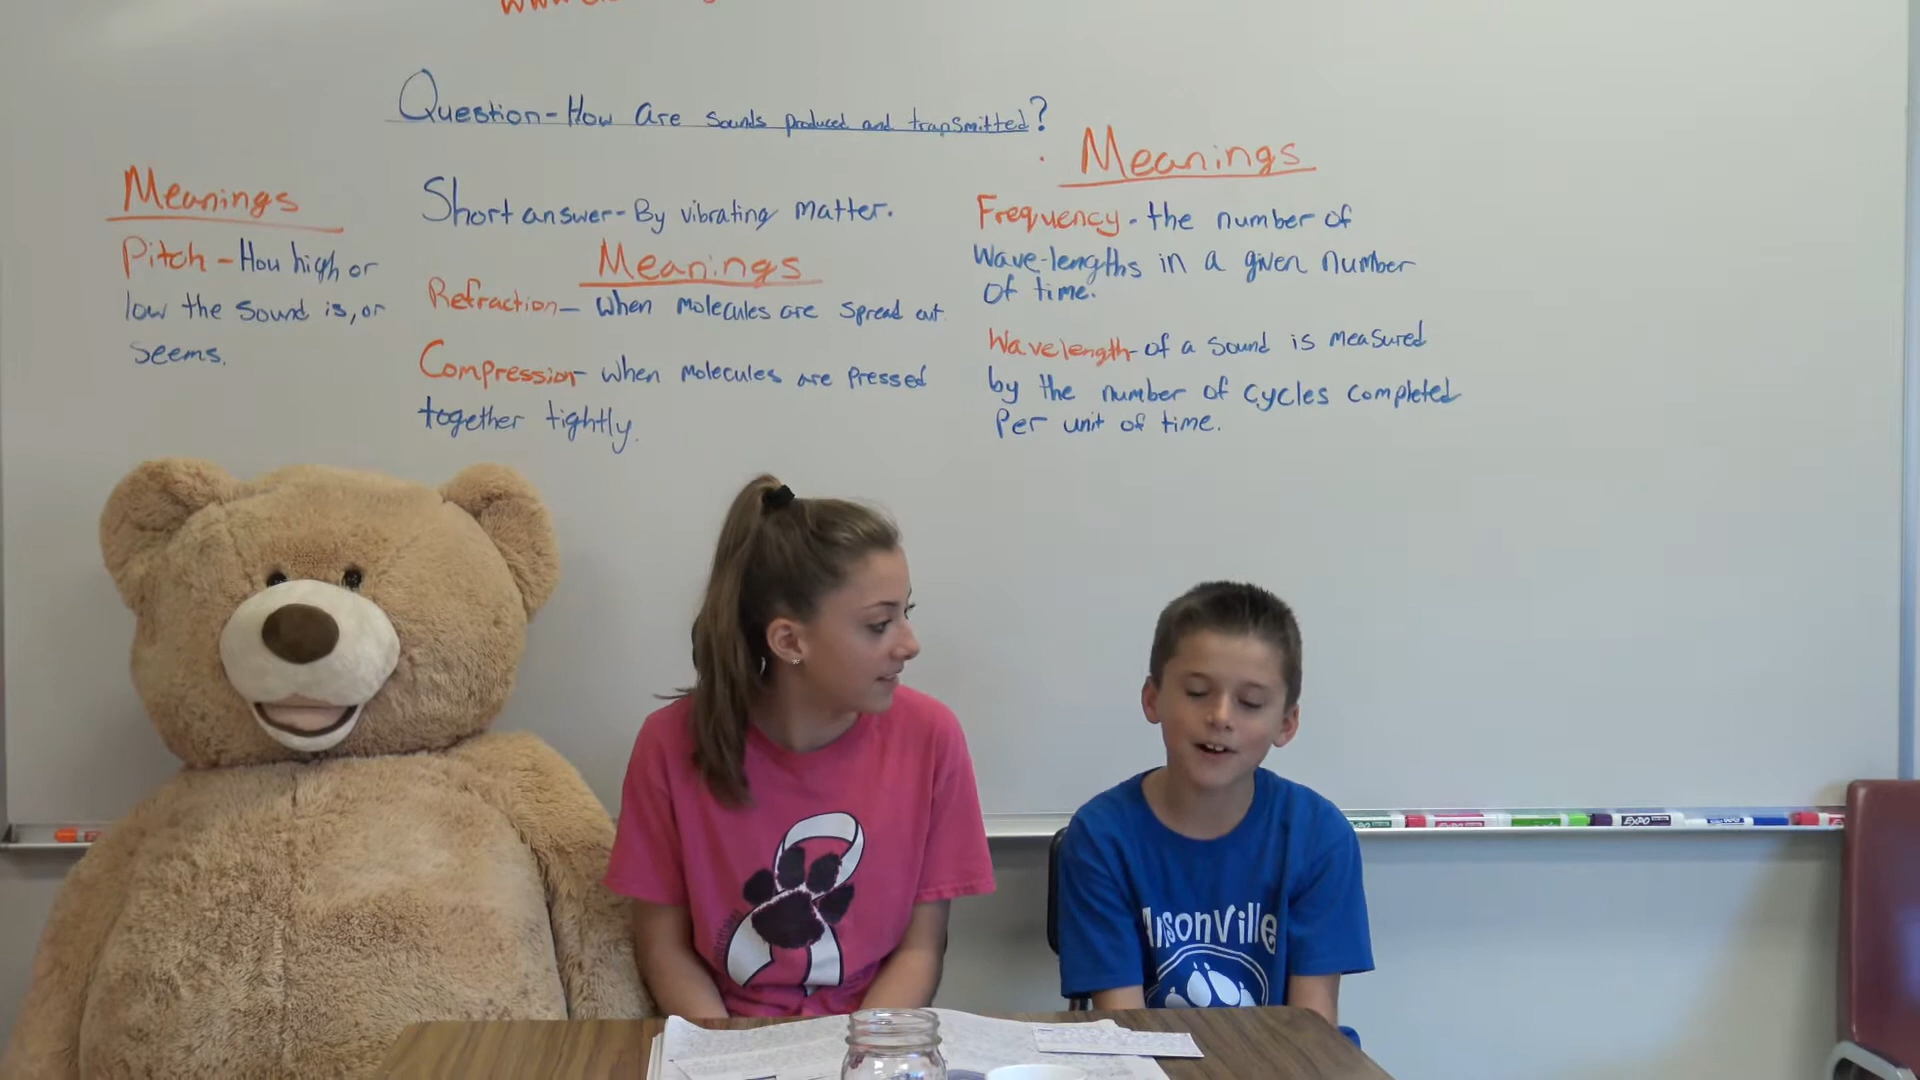 Question-How are sounds produced and transmitted?
Meanings
Pitch-How high or
low the sound is, or
seems.
Short answer-By vibrating matter.
Meanings
Refraction-when molecules are spread out.
Compression-when molecules are pressed
together tightly.
Meanings
Frequency-the number of
wave-lengths in a given number
of time.
Wavelength-of a sound is measured
by the number of cycles completed
per unit of time.
EXPO
EXPO